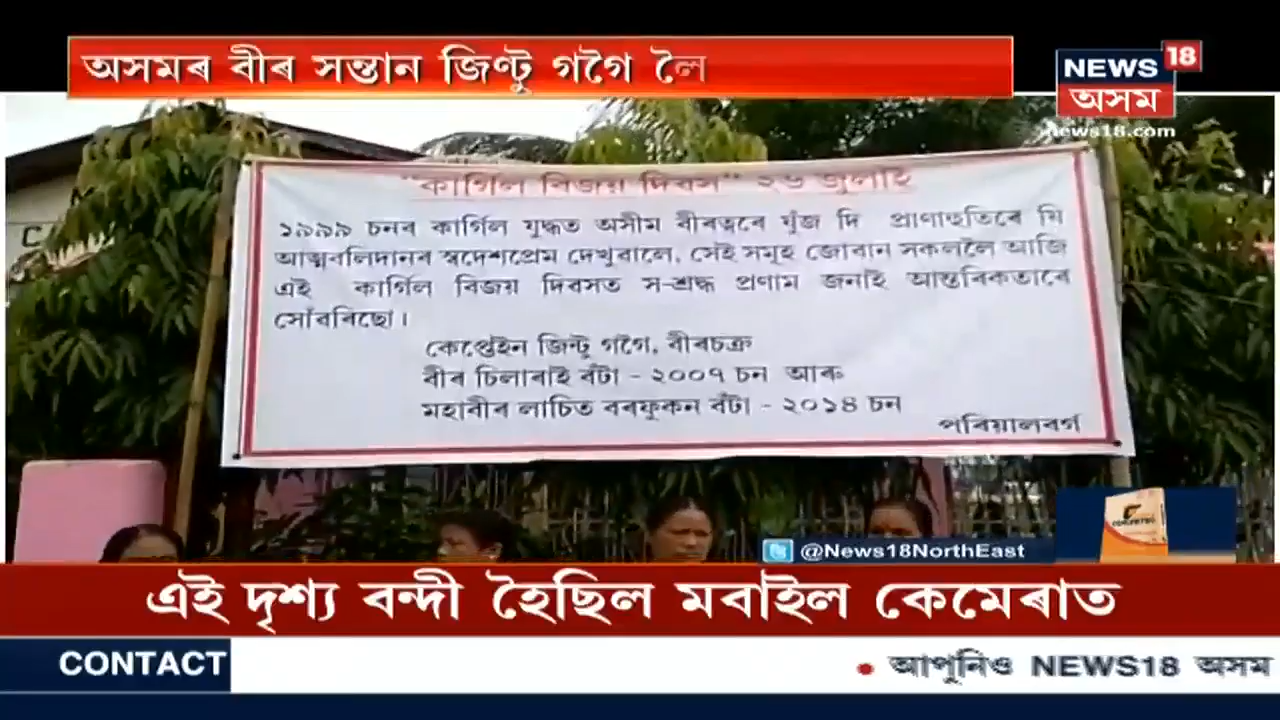 অসমৰ বীৰ সন্তান জিণ্টু গগৈ লৈ
NEWS 18
অসম
news18.com
"কাৰ্গিল বিজয় দিবস" ২৬ জুলাই
১৯৯৯ চনৰ কাৰ্গিল যুদ্ধত অসীম বীৰত্বৰে যুঁজ দি প্ৰাণাহুতিৰে যি
আত্মবলিদানৰ স্বদেশপ্ৰেম দেখুৱালে, সেই সমূহ জোৱান সকললৈ আজি
এই কাৰ্গিল বিজয় দিবসত স-শ্ৰদ্ধ প্ৰণাম জনাই আন্তৰিকতাৰে
সোঁৱৰিছো।
কেপ্তেইন জিন্টু গগৈ, বীৰচক্ৰ
বীৰ চিলাৰাই বঁটা - ২০০৭ চন আৰু
মহাবীৰ লাচিত বৰফুকন বঁটা - ২০১৪ চন
পৰিয়ালবৰ্গ
@News18NorthEast
এই দৃশ্য বন্দী হৈছিল মবাইল কেমেৰাত
CONTACT
• আপুনিও NEWS18 অসম